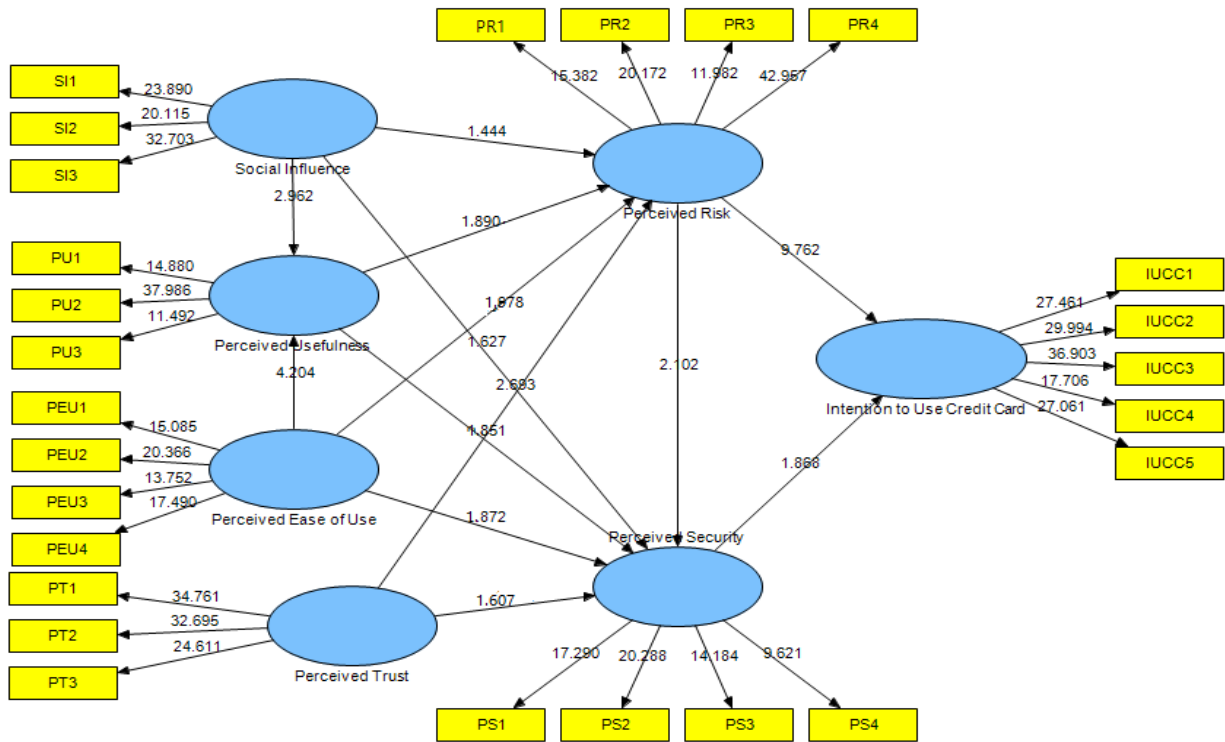 PR1
PR2
PR3
PR4
15.382
20.172
11.982
42.957
SI1
SI2
SI3
23.890
20.115
32.703
Social Influence
1.444
Perceived Risk
2.962
1.890
9.762
PU1
PU2
PU3
14.880
37.986
11.492
Perceived Usefulness
1.978
1.627
4.204
2.693
2.102
1.851
IUCC1
IUCC2
IUCC3
IUCC4
IUCC5
27.461
29.994
36.903
17.706
27.061
Intention to Use Credit Card
1.868
PEU1
PEU2
PEU3
PEU4
15.085
20.366
13.752
17.490
Perceived Ease of Use
1.872
Perceived Security
PT1
PT2
PT3
34.761
32.695
24.611
Perceived Trust
1.607
17.290
20.288
14.184
9.621
PS1
PS2
PS3
PS4